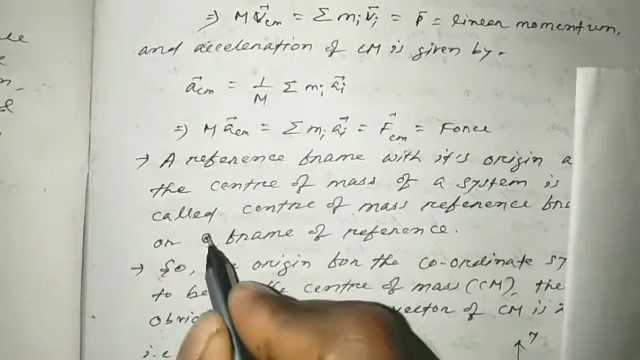 ⇒ M V⃗cm = Σ mi v⃗i = P⃗ = linear momentum,
and acceleration of CM is given by.
a⃗cm = 1/M Σ mi a⃗i
⇒ M a⃗cm = Σ mi a⃗i = F⃗cm = Force
→ A reference frame with it's origin a
the centre of mass of a system is
called centre of mass reference fra
or frame of reference.
→ So, origin for the co-ordinate sy
to be the centre of mass (CM), the
vector of CM is
i.e